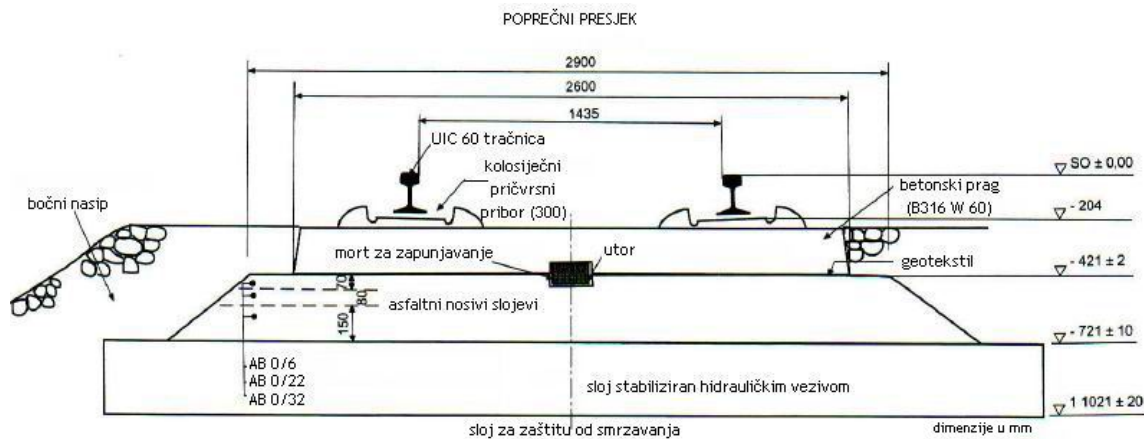 POPREČNI PRESJEK
2900
2600
1435
UIC 60 tračnica
kolosiječni
pričvrsni
pribor (300)
SO ± 0,00
betonski prag
(B316 W 60)
- 204
bočni nasip
mort za zapunjavanje
utor
geotekstil
- 421 ± 2
70
80
150
asfaltni nosivi slojevi
- 721 ± 10
AB 0/6
AB 0/22
AB 0/32
sloj stabiliziran hidrauličkim vezivom
1 1021 ± 20
sloj za zaštitu od smrzavanja
dimenzije u mm